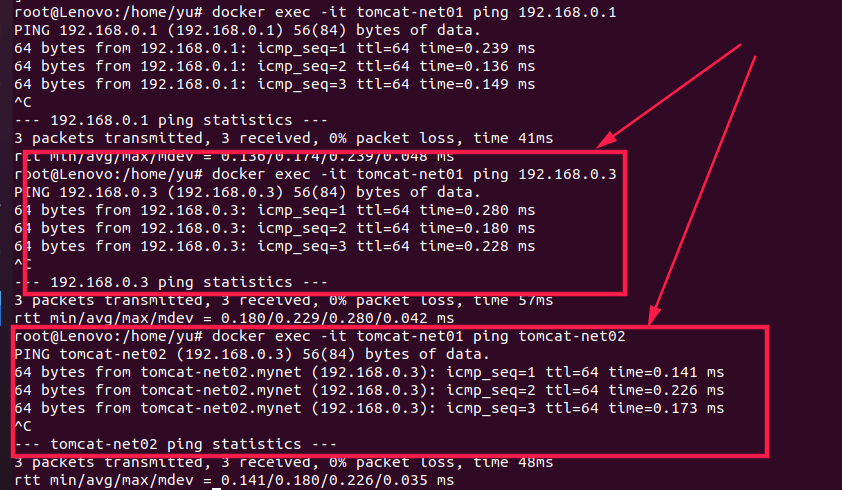 root@Lenovo:/home/yu# docker exec -it tomcat-net01 ping 192.168.0.1
PING 192.168.0.1 (192.168.0.1) 56(84) bytes of data.
64 bytes from 192.168.0.1: icmp_seq=1 ttl=64 time=0.239 ms
64 bytes from 192.168.0.1: icmp_seq=2 ttl=64 time=0.136 ms
64 bytes from 192.168.0.1: icmp_seq=3 ttl=64 time=0.149 ms
^C
--- 192.168.0.1 ping statistics ---
3 packets transmitted, 3 received, 0% packet loss, time 41ms
rtt min/avg/max/mdev = 0.136/0.174/0.239/0.048 ms
root@Lenovo:/home/yu# docker exec -it tomcat-net01 ping 192.168.0.3
PING 192.168.0.3 (192.168.0.3) 56(84) bytes of data.
64 bytes from 192.168.0.3: icmp_seq=1 ttl=64 time=0.280 ms
64 bytes from 192.168.0.3: icmp_seq=2 ttl=64 time=0.180 ms
64 bytes from 192.168.0.3: icmp_seq=3 ttl=64 time=0.228 ms
^C
--- 192.168.0.3 ping statistics ---
3 packets transmitted, 3 received, 0% packet loss, time 57ms
rtt min/avg/max/mdev = 0.180/0.229/0.280/0.042 ms
root@Lenovo:/home/yu# docker exec -it tomcat-net01 ping tomcat-net02
PING tomcat-net02 (192.168.0.3) 56(84) bytes of data.
64 bytes from tomcat-net02.mynet (192.168.0.3): icmp_seq=1 ttl=64 time=0.141 ms
64 bytes from tomcat-net02.mynet (192.168.0.3): icmp_seq=2 ttl=64 time=0.226 ms
64 bytes from tomcat-net02.mynet (192.168.0.3): icmp_seq=3 ttl=64 time=0.173 ms
^C
--- tomcat-net02 ping statistics ---
3 packets transmitted, 3 received, 0% packet loss, time 48ms
rtt min/avg/max/mdev = 0.141/0.180/0.226/0.035 ms